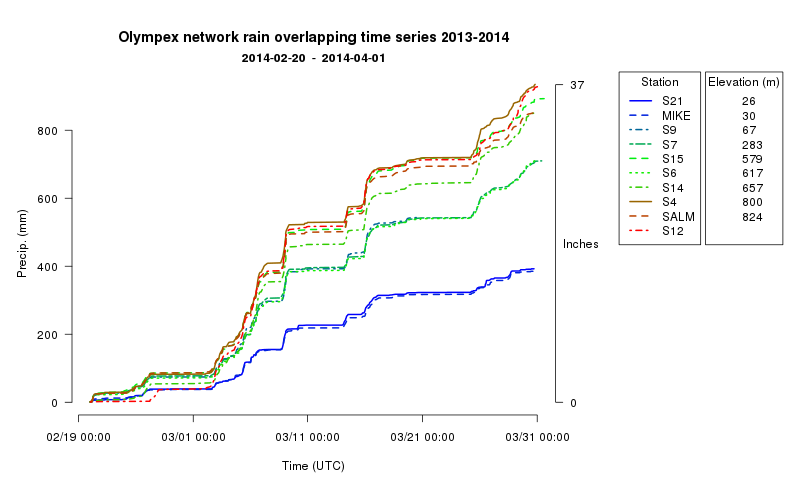 Olympex network rain overlapping time series 2013-2014
2014-02-20 - 2014-04-01
Precip. (mm)
800
600
400
200
0
37
Inches
0
02/19 00:00
03/01 00:00
03/11 00:00
03/21 00:00
03/31 00:00
Time (UTC)
Station Elevation (m)
S21 26
MIKE 30
S9 67
S7 283
S15 579
S6 617
S14 657
S4 800
SALM 824
S12